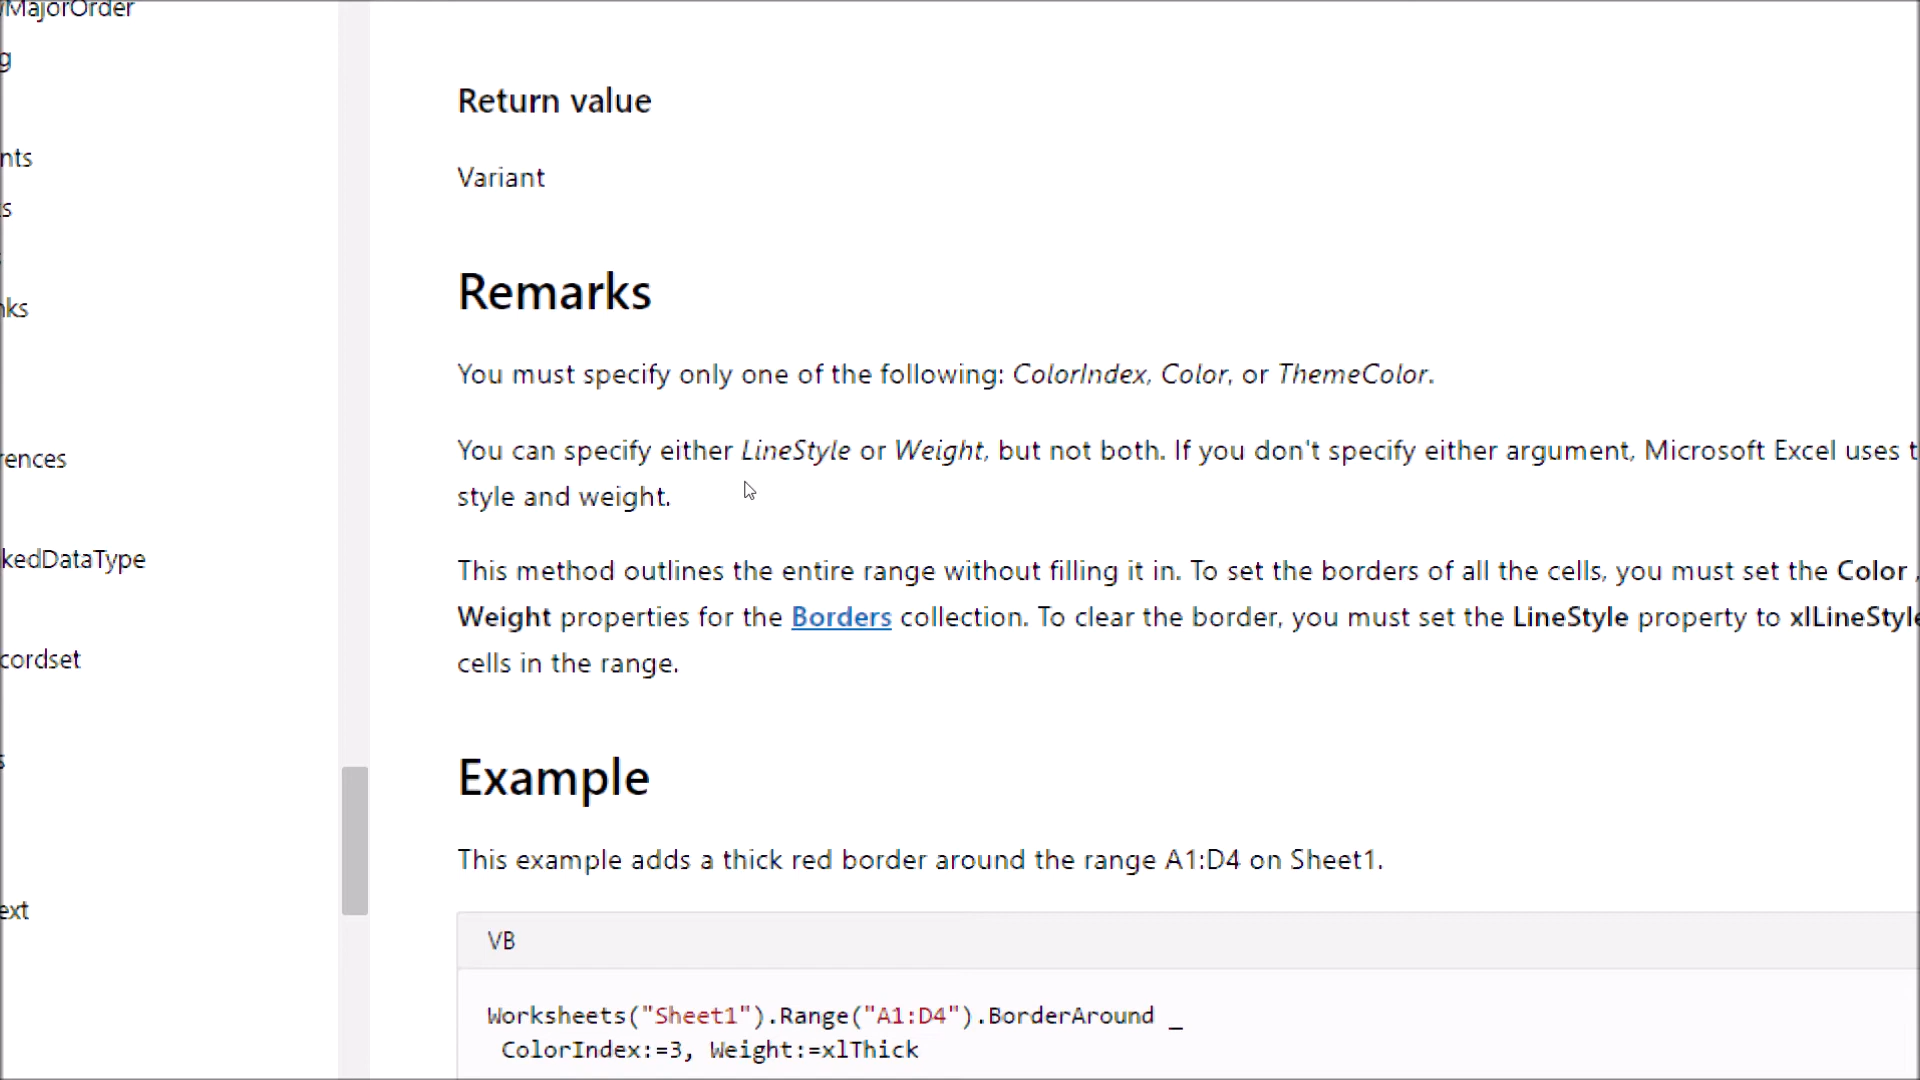 MajorOrder
g
nts
s
nks
rences
kedDataType
cordset
s
ext
Return value
Variant
Remarks
You must specify only one of the following: ColorIndex, Color, or ThemeColor.
You can specify either LineStyle or Weight, but not both. If you don't specify either argument, Microsoft Excel uses t
style and weight.
This method outlines the entire range without filling it in. To set the borders of all the cells, you must set the Color ,
Weight properties for the Borders collection. To clear the border, you must set the LineStyle property to xlLineStyle
cells in the range.
Example
This example adds a thick red border around the range A1:D4 on Sheet1.
VB
Worksheets("Sheet1").Range("A1:D4").BorderAround _
ColorIndex:=3, Weight:=xlThick